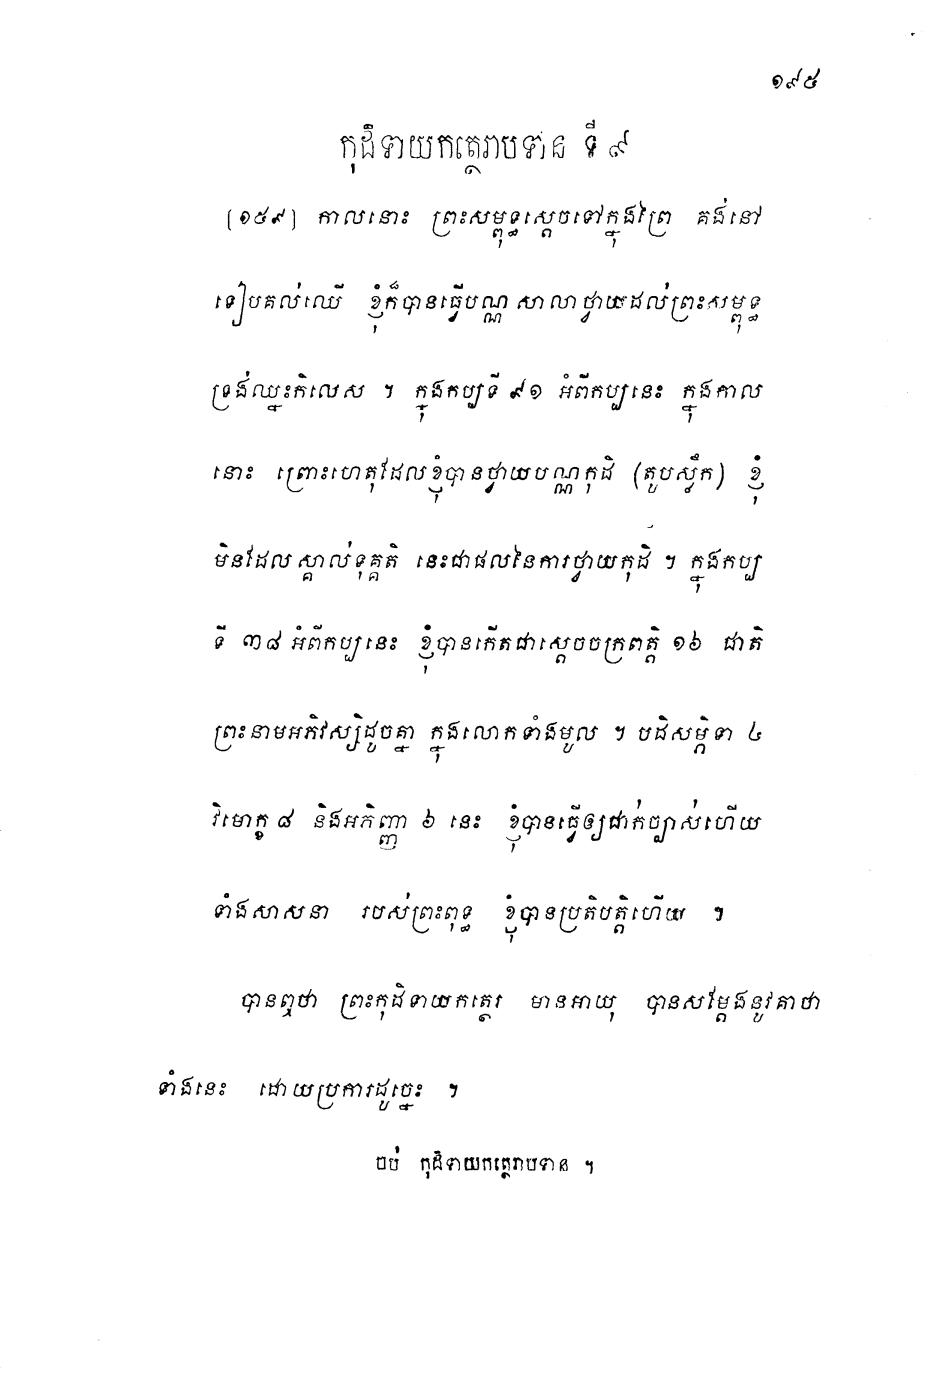 ១៩៥
កុដិទាយកត្ថេរាបទាន ទី ៩
(១៥៩) កាលនោះ ព្រះសម្ពុទ្ធស្តេចទៅក្នុងព្រៃ គង់នៅ
ទៀបគល់ឈើ ខ្ញុំក៏បានធ្វើបណ្ណសាលាថ្វាយដល់ព្រះសម្ពុទ្ធ
ទ្រង់ឈ្នះកិលេស ។ ក្នុងកប្បទី ៩១ អំពីកប្បនេះ ក្នុងកាល
នោះ ព្រោះហេតុដែលខ្ញុំបានថ្វាយបណ្ណកុដិ (តូបស្លឹក) ខ្ញុំ
មិនដែលស្គាល់ទុគ្គតិ នេះជាផលនៃការថ្វាយកុដិ ។ ក្នុងកប្ប
ទី ៣៨ អំពីកប្បនេះ ខ្ញុំបានកើតជាស្តេចចក្រពត្តិ ១៦ ជាតិ
ព្រះនាមអភិវស្សិដូចគ្នា ក្នុងលោកទាំងមូល ។ បដិសម្ភិទា ៤
វិមោក្ខ ៨ និងអភិញ្ញា ៦ នេះ ខ្ញុំបានធ្វើឲ្យជាក់ច្បាស់ហើយ
ទាំងសាសនា របស់ព្រះពុទ្ធ ខ្ញុំបានប្រតិបត្តិហើយ ។
បានឮថា ព្រះកុដិទាយកត្ថេរ មានអាយុ បានសម្តែងនូវគាថា
ទាំងនេះ ដោយប្រការដូច្នេះ ។
ចប់ កុដិទាយកត្ថេរាបទាន ។